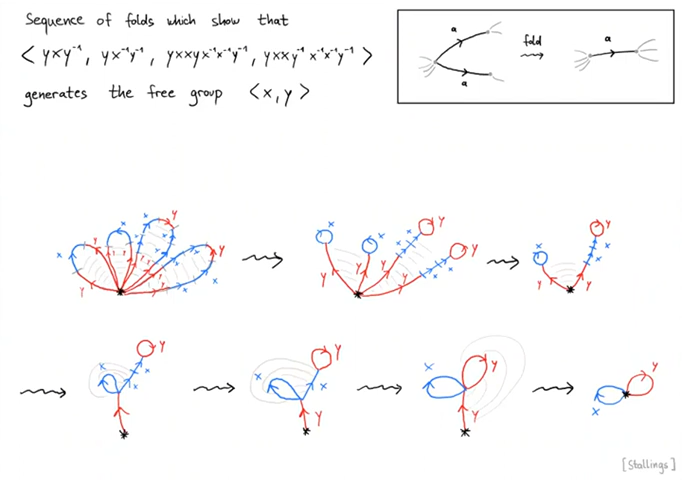 Sequence of folds which show that
< yxy⁻¹, yx⁻¹y⁻¹, yxxyx⁻¹x⁻¹y⁻¹, yxxy⁻¹x⁻¹x⁻¹y⁻¹ >
generates the free group < x, y >
a
fold
a
a
x
y
y
x
y
x
x
y
y
x
x
y
x
x
y
y
y
y
x
x
x
x
y
y
x
x
x
y
y
x
x
y
y
x
x
x
y
x
y
x
y
x
y
y
y
x
[Stallings]